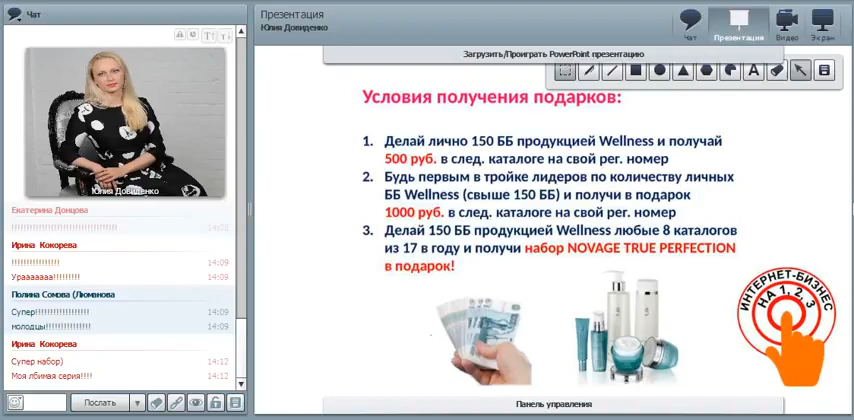 Чат
Юлия Довиденко
Екатерина Донцова
!!!!!!!!!!!!!!!!!!!!!!!!!!!!!!!! 14:08
Ирина Кокорева
!!!!!!!!!!!!!!! 14:09
Урааааааа!!!!!!!!! 14:09
Полина Сомова (Люманова
Супер!!!!!!!!!!!!!!!!! 14:09
молодцы!!!!!!!!!!!!!!! 14:09
Ирина Кокорева
Супер набор) 14:12
Моя лбимая серия!!!! 14:12
Послать
Презентация
Юлия Довиденко
Чат
Презентация
Видео
Экран
Загрузить/Проиграть PowerPoint презентацию
Условия получения подарков:
1. Делай лично 150 ББ продукцией Wellness и получай
500 руб. в след. каталоге на свой рег. номер
2. Будь первым в тройке лидеров по количеству личных
ББ Wellness (свыше 150 ББ) и получи в подарок
1000 руб. в след. каталоге на свой рег. номер
3. Делай 150 ББ продукцией Wellness любые 8 каталогов
из 17 в году и получи набор NOVAGE TRUE PERFECTION
в подарок!
ИНТЕРНЕТ-БИЗНЕС
НА 1, 2, 3
Панель управления